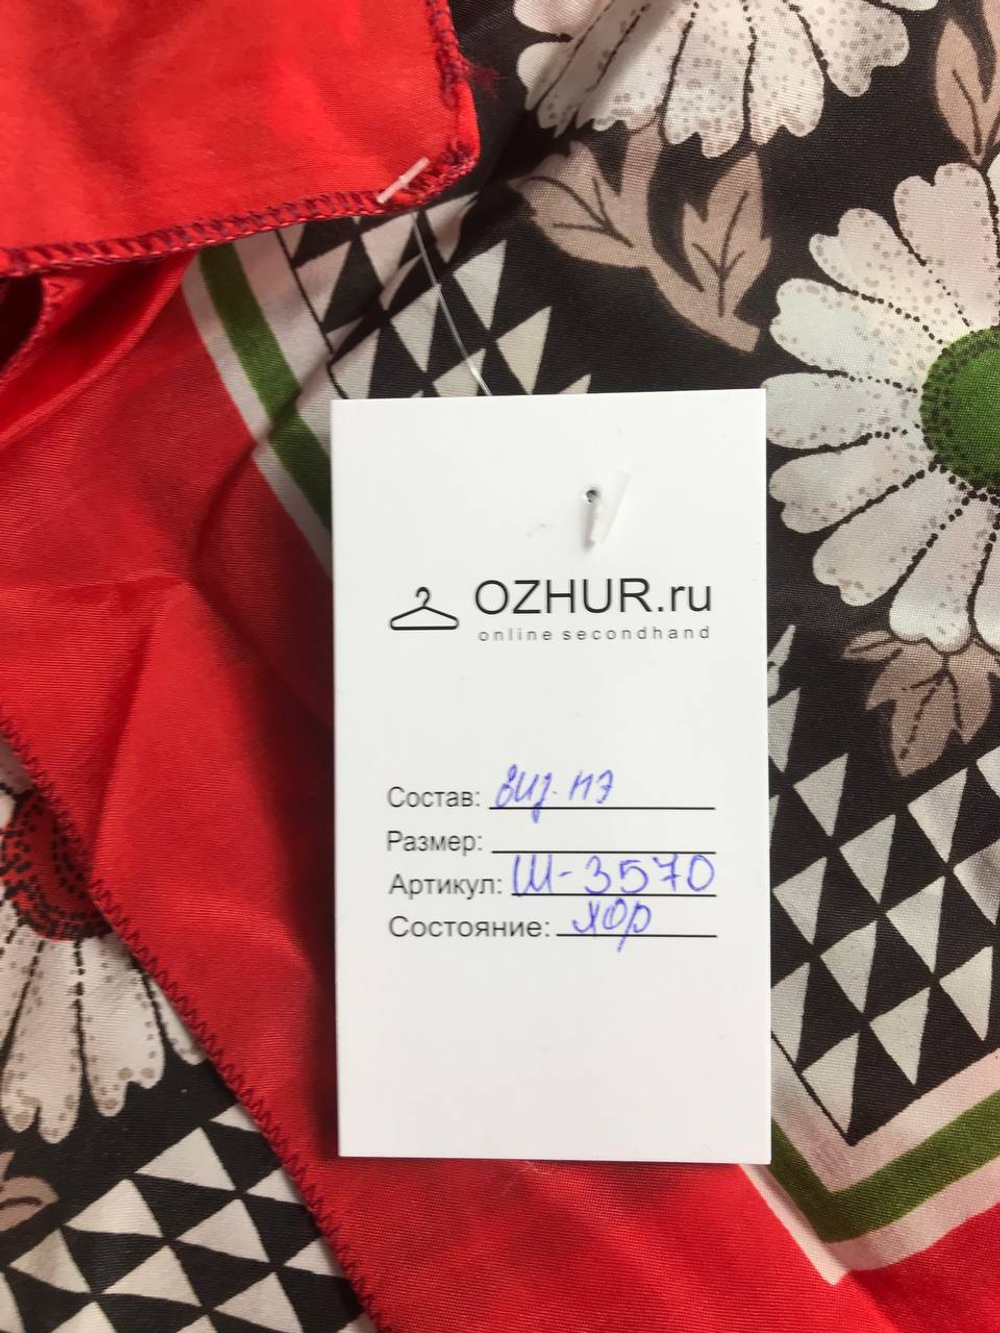 OZHUR.ru
online secondhand
Состав: виз. пэ
Размер:
Артикул: Ш-3570
Состояние: хор